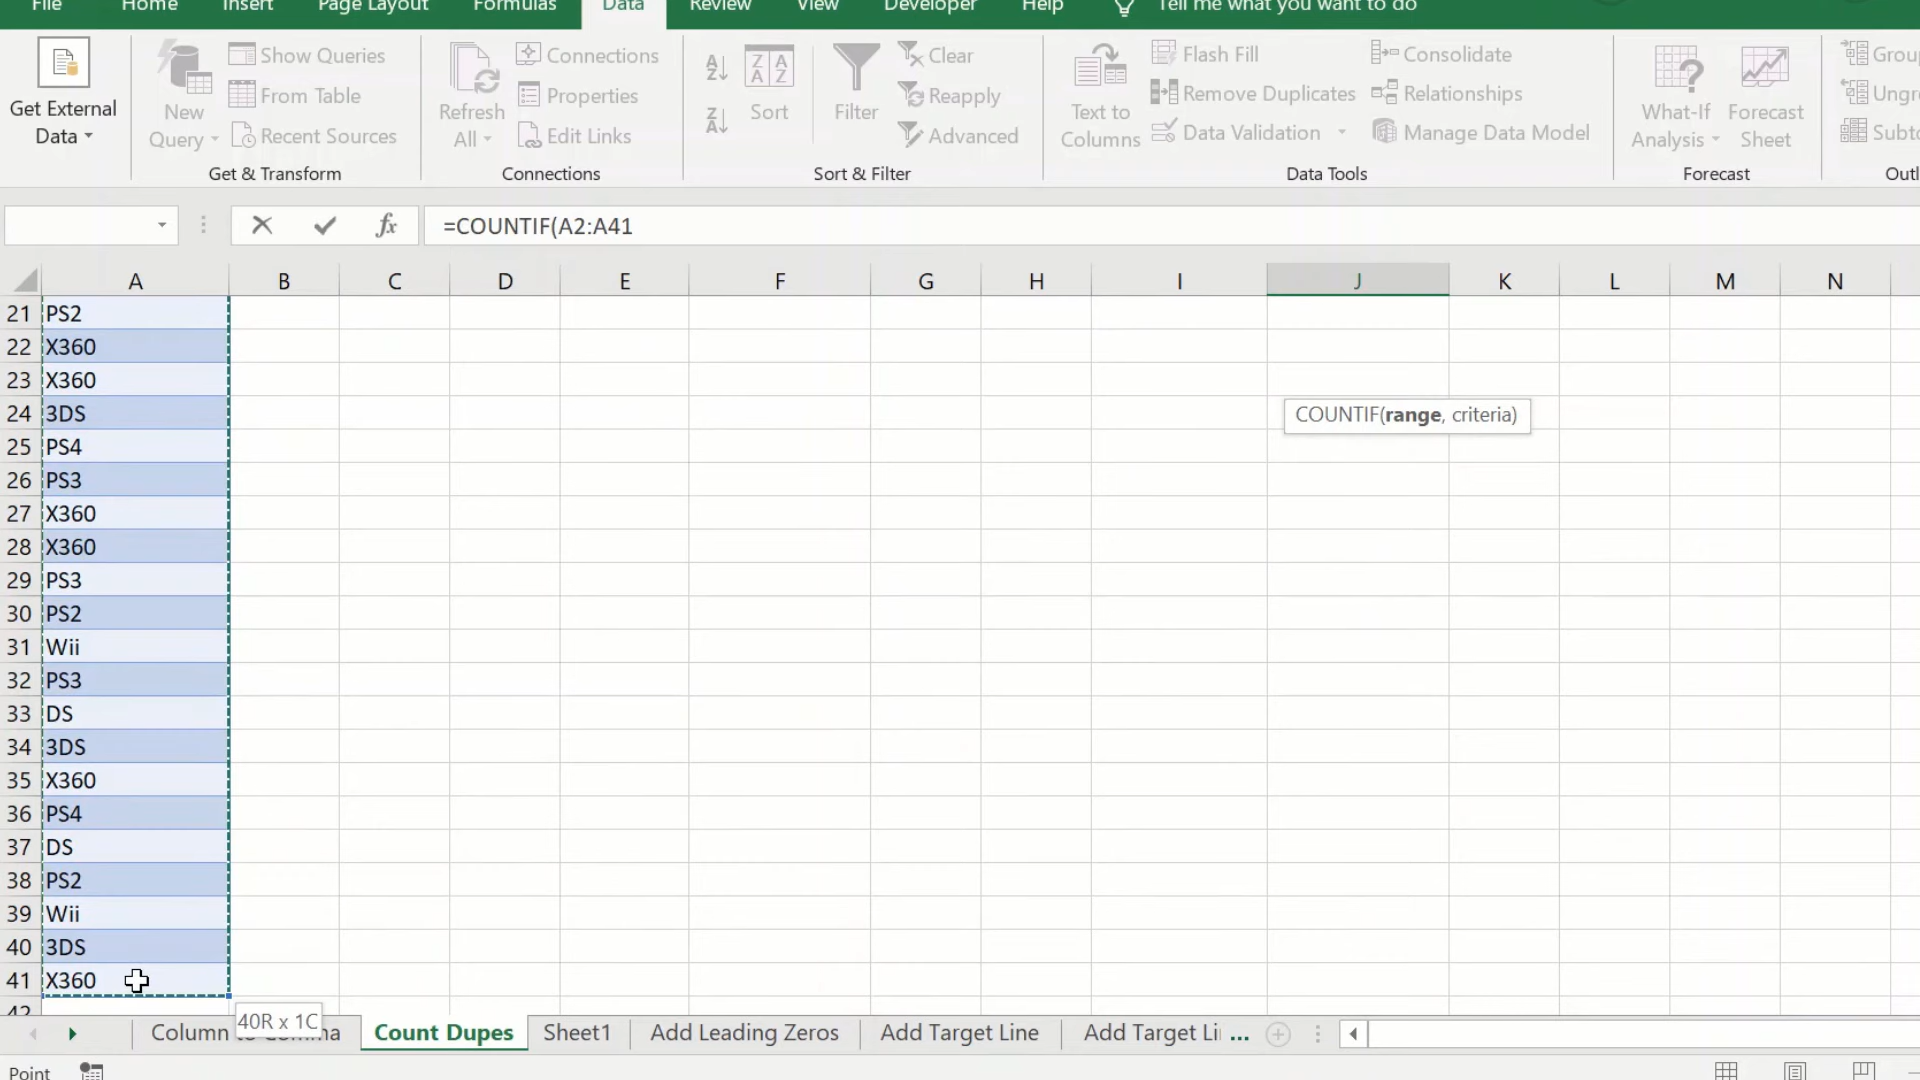 File Home Insert Page Layout Formulas Data Review View Developer Help Tell me what you want to do
Get External Data
New Query
Show Queries
From Table
Recent Sources
Get & Transform
Refresh All
Connections
Properties
Edit Links
Connections
Sort
Filter
Clear
Reapply
Advanced
Sort & Filter
Text to Columns
Flash Fill
Remove Duplicates
Data Validation
Consolidate
Relationships
Manage Data Model
Data Tools
What-If Analysis
Forecast Sheet
Forecast
fx =COUNTIF(A2:A41
A B C D E F G H I J K L M N
21 PS2
22 X360
23 X360
24 3DS
COUNTIF(range, criteria)
25 PS4
26 PS3
27 X360
28 X360
29 PS3
30 PS2
31 Wii
32 PS3
33 DS
34 3DS
35 X360
36 PS4
37 DS
38 PS2
39 Wii
40 3DS
41 X360
42
40R x 1C
Column Count Dupes Sheet1 Add Leading Zeros Add Target Line Add Target Li ...
Point